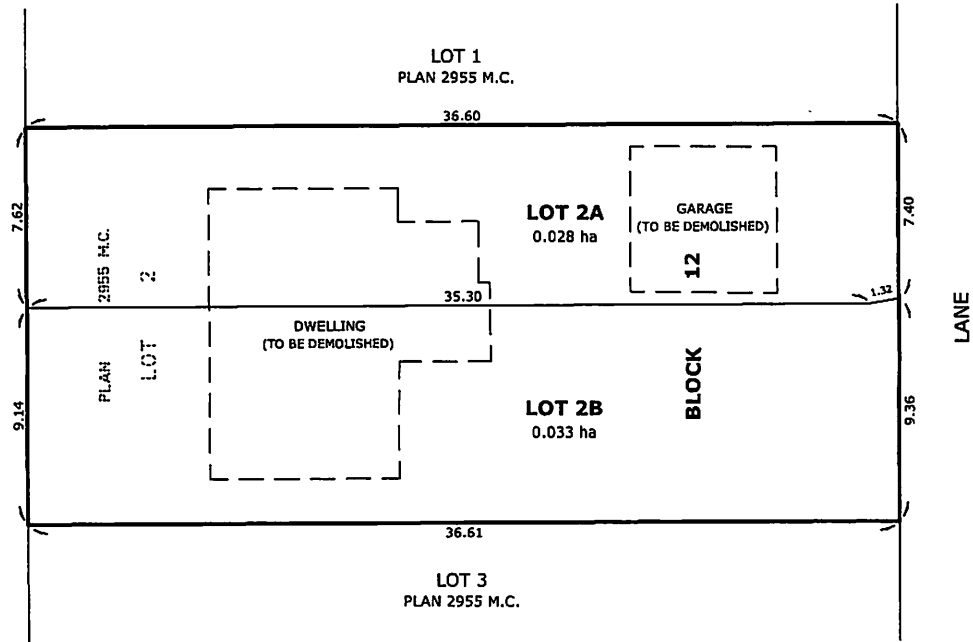 LOT 1
PLAN 2955 M.C.
36.60
7.62
7.40
LOT 2A
0.028 ha
GARAGE
(TO BE DEMOLISHED)
12
PLAN 2955 M.C.
LOT 2
35.30
1.32
DWELLING
(TO BE DEMOLISHED)
LANE
BLOCK
LOT 2B
0.033 ha
9.14
9.36
36.61
LOT 3
PLAN 2955 M.C.